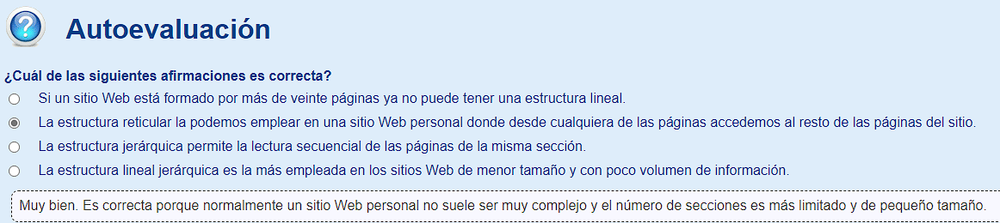 Autoevaluación
¿Cuál de las siguientes afirmaciones es correcta?
Si un sitio Web está formado por más de veinte páginas ya no puede tener una estructura lineal.
La estructura reticular la podemos emplear en una sitio Web personal donde desde cualquiera de las páginas accedemos al resto de las páginas del sitio.
La estructura jerárquica permite la lectura secuencial de las páginas de la misma sección.
La estructura lineal jerárquica es la más empleada en los sitios Web de menor tamaño y con poco volumen de información.
Muy bien. Es correcta porque normalmente un sitio Web personal no suele ser muy complejo y el número de secciones es más limitado y de pequeño tamaño.